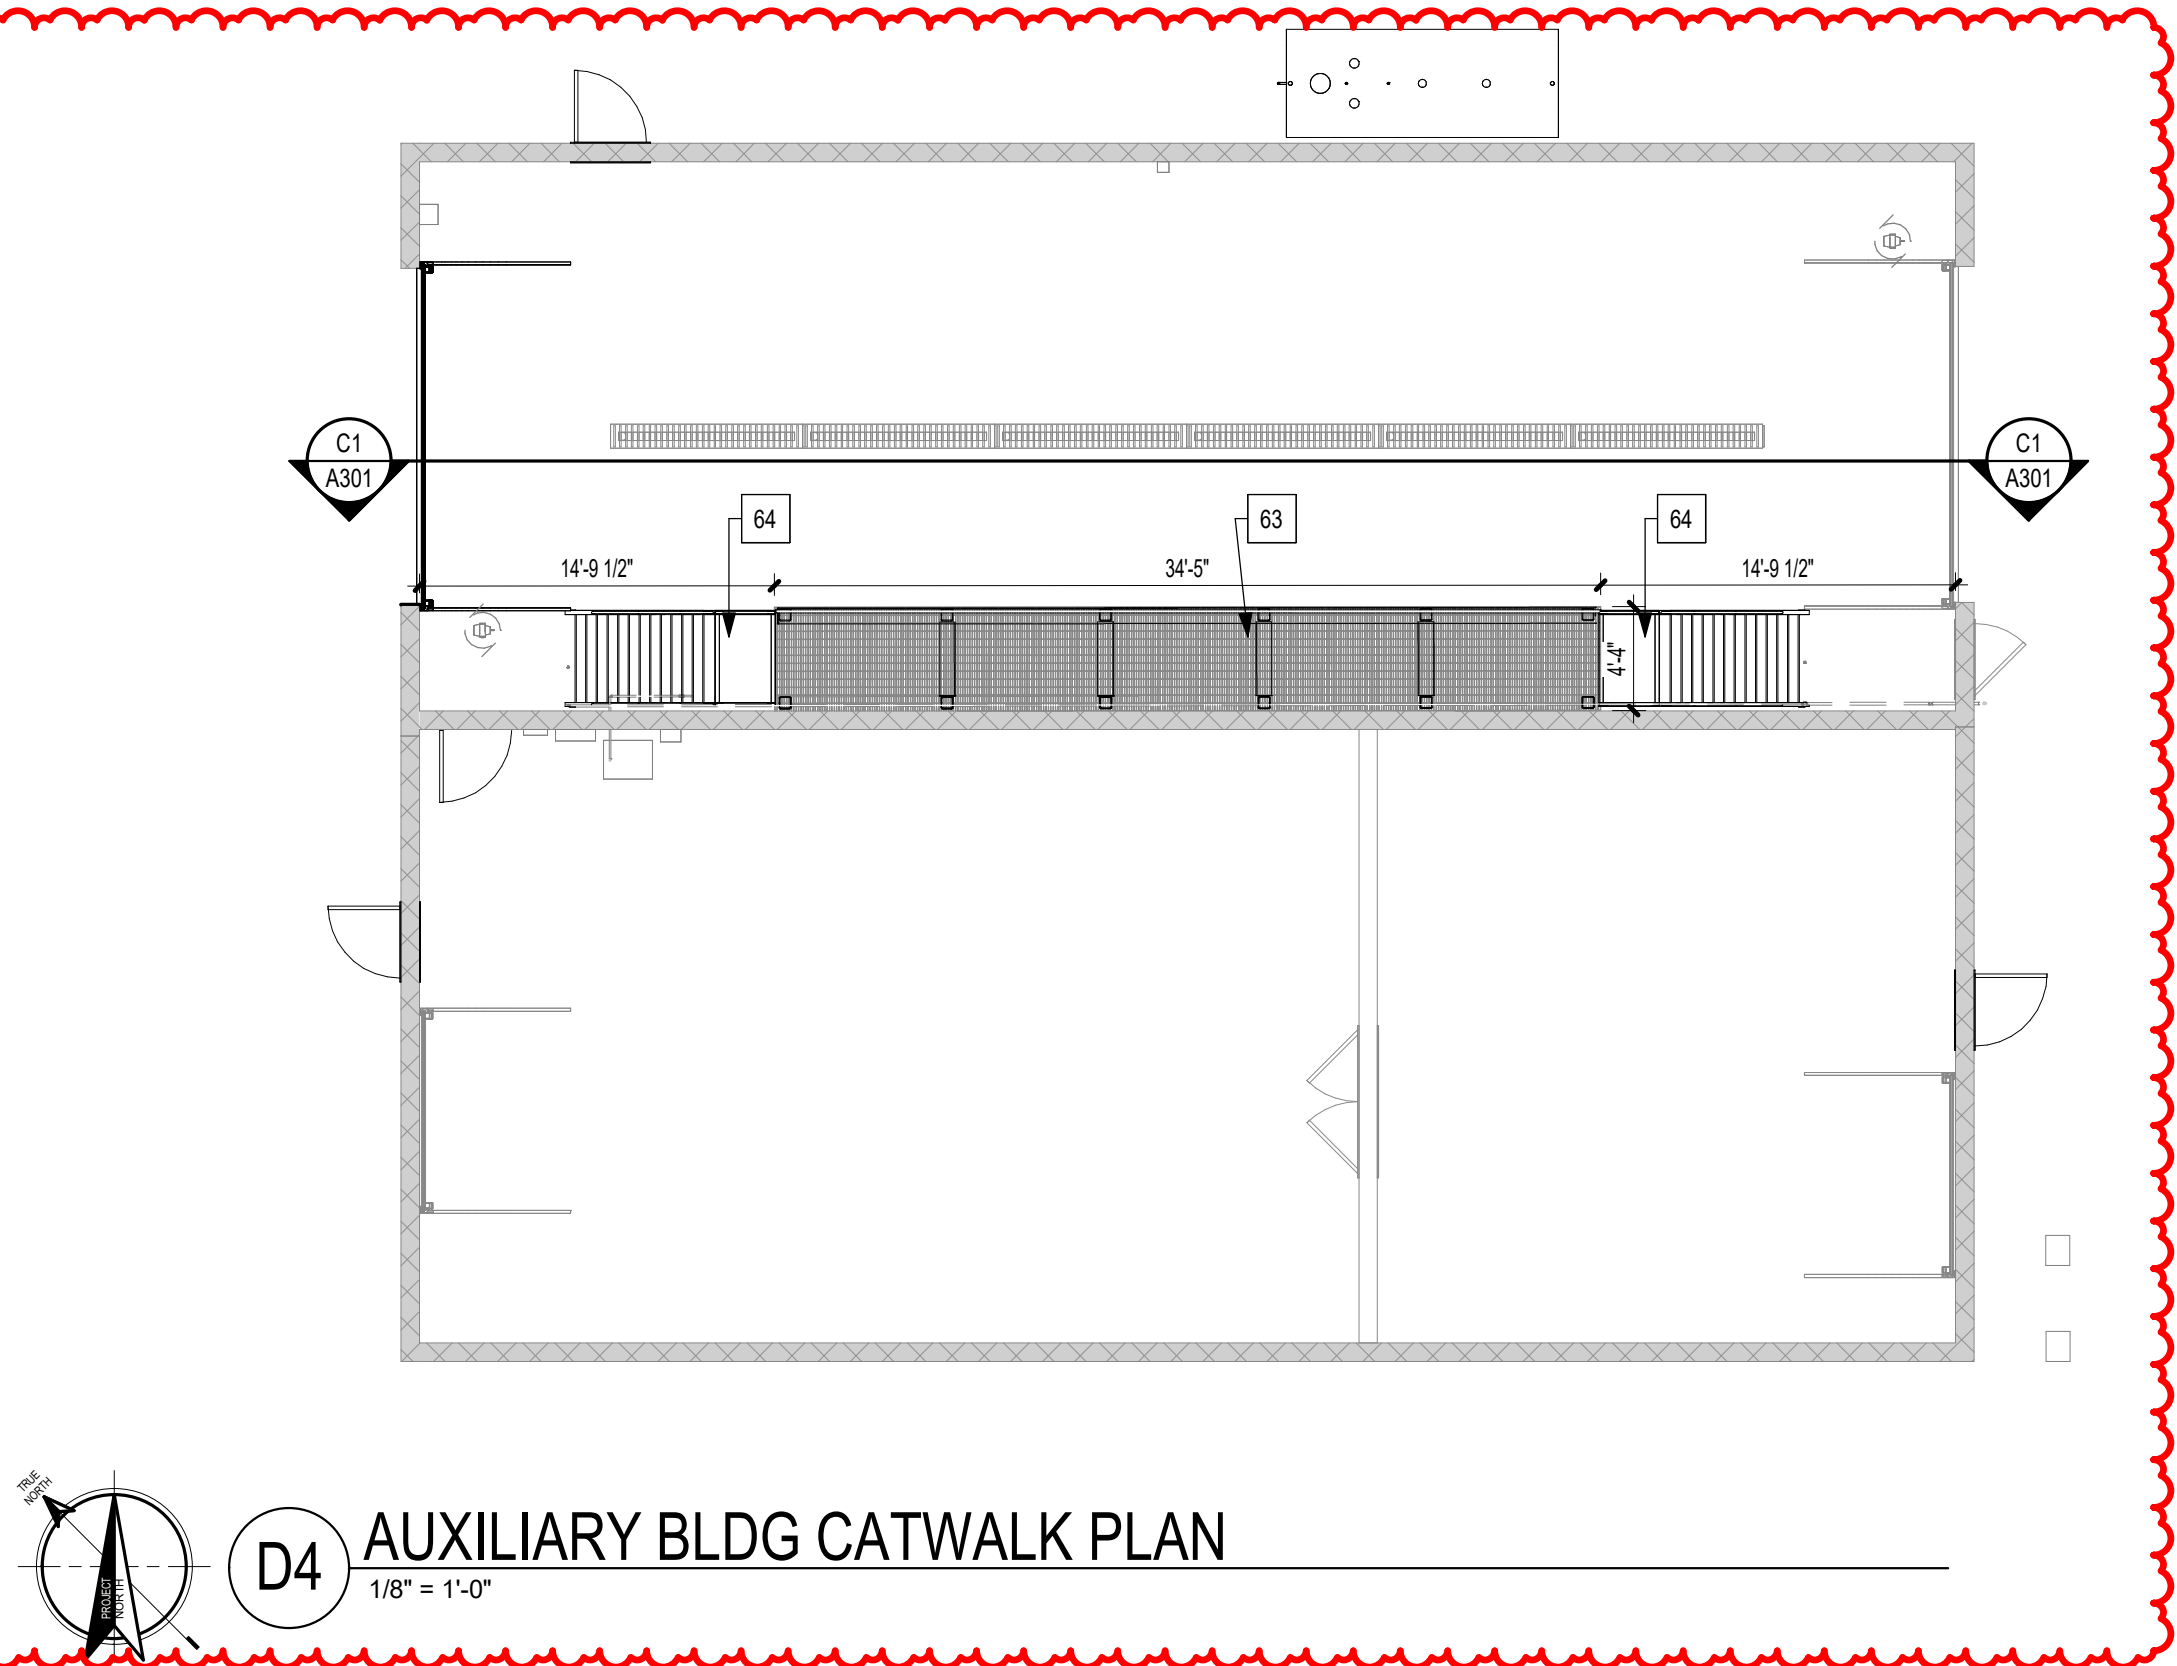 C1
A301
C1
A301
64
63
64
14'-9 1/2"
34'-5"
14'-9 1/2"
4'-4"
TRUE
NORTH
PROJECT
NORTH
D4
AUXILIARY BLDG CATWALK PLAN
1/8" = 1'-0"